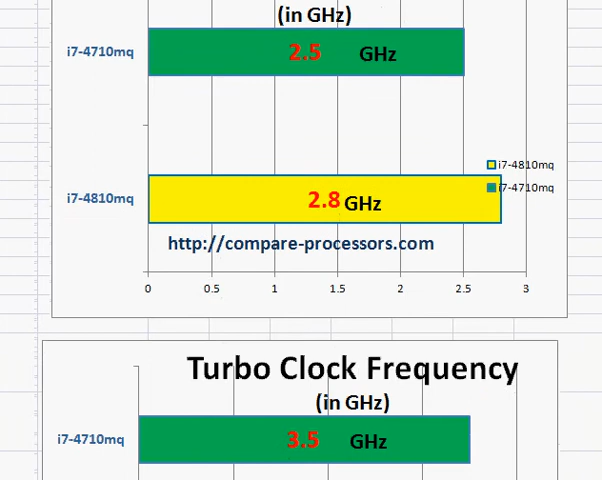 (in GHz)
i7-4710mq
2.5 GHz
i7-4810mq
i7-4710mq
i7-4810mq
2.8 GHz
http://compare-processors.com
0 0.5 1 1.5 2 2.5 3
Turbo Clock Frequency
(in GHz)
i7-4710mq
3.5 GHz